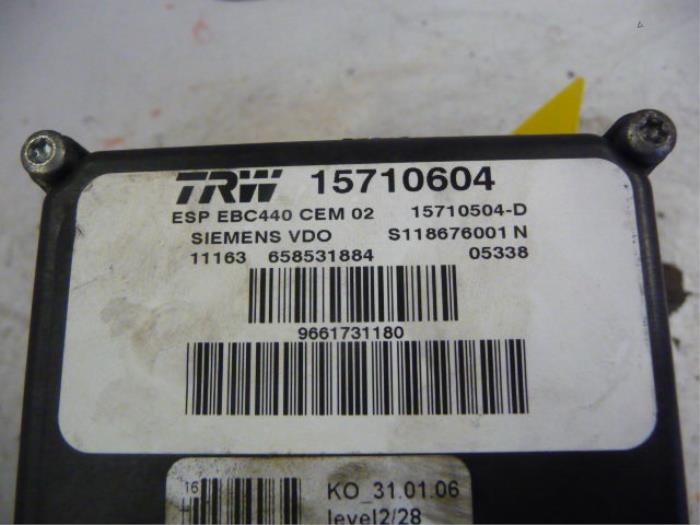 TRW 15710604
ESP EBC440 CEM 02 15710504-D
SIEMENS VDO S118676001 N
11163 658531884 05338
9661731180
16
KO_31.01.06
level2/28